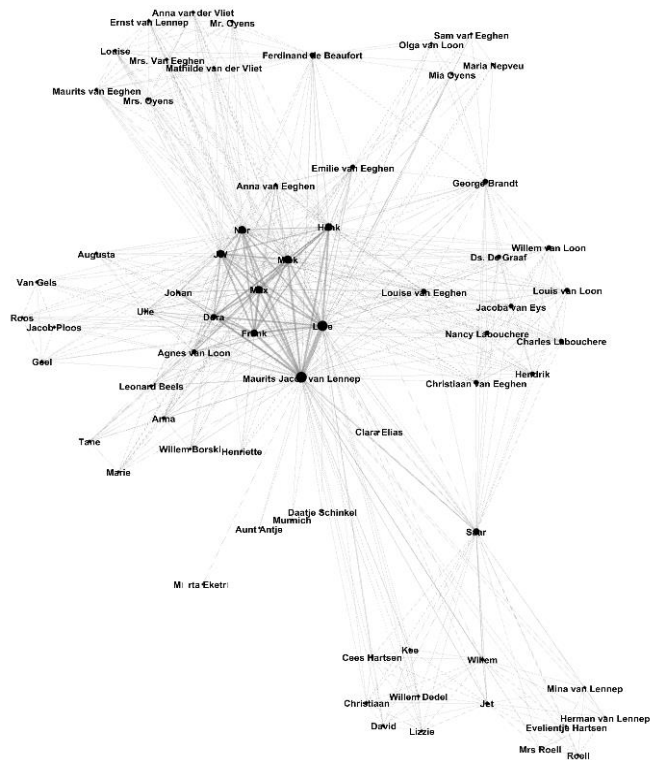 Anna van der Vliet
Ernst van Lennep
Mr. Oyens
Louise
Mrs. Van Eeghen
Mathilde van der Vliet
Maurits van Eeghen
Mrs. Oyens
Ferdinand de Beaufort
Sam van Eeghen
Olga van Loon
Maria Nepveu
Mia Oyens
Emilie van Eeghen
Anna van Eeghen
George Brandt
Henk
Augusta
Willem van Loon
Ds. De Graaf
Van Gels
Johan
Max
Louise van Eeghen
Louis van Loon
Jacoba van Eys
Roos
Jacob Ploos
Dora
Frank
Nancy Labouchere
Charles Labouchere
Agnes van Loon
Geel
Hendrik
Maurits Jacob van Lennep
Christiaan van Eeghen
Leonard Beels
Anna
Clara Elias
Tane
Willem Borski
Henriette
Marie
Daatje Schinkel
Munnich
Aunt Antje
Kee
Cees Hartsen
Willem
Mina van Lennep
Willem Dedel
Christiaan
Jet
Herman van Lennep
Evelientje Hartsen
David
Lizzie
Mrs Roell
Roell